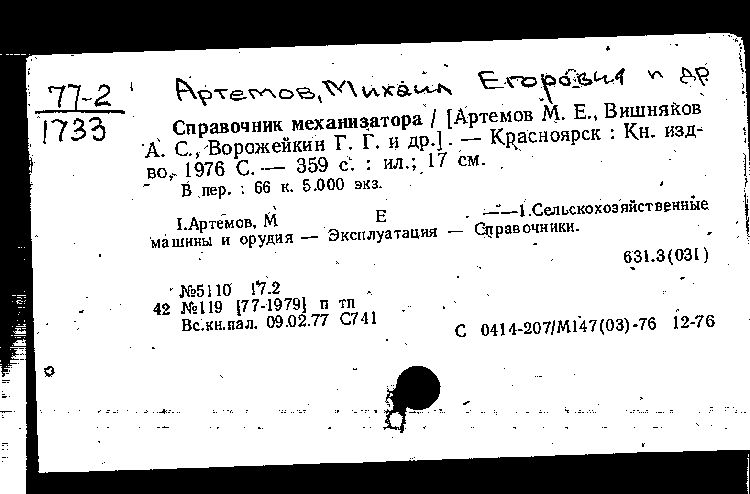 77-2
1733
Артемов, Михаил Егорович и др
Справочник механизатора / [Артемов М. Е., Вишняков
А. С., Ворожейкин Г. Г. и др.]. — Красноярск : Кн. изд-
во, 1976 С. — 359 с. : ил.; 17 см.
В пер. : 66 к. 5.000 экз.
I.Артемов, М Е ——1.Сельскохозяйственные
машины и орудия — Эксплуатация — Справочники.
631.3(031)
№5110 17.2
42 №119 [77-1979] п тп
Вс.кн.пал. 09.02.77 С741
С 0414-207/М147(03)-76 12-76